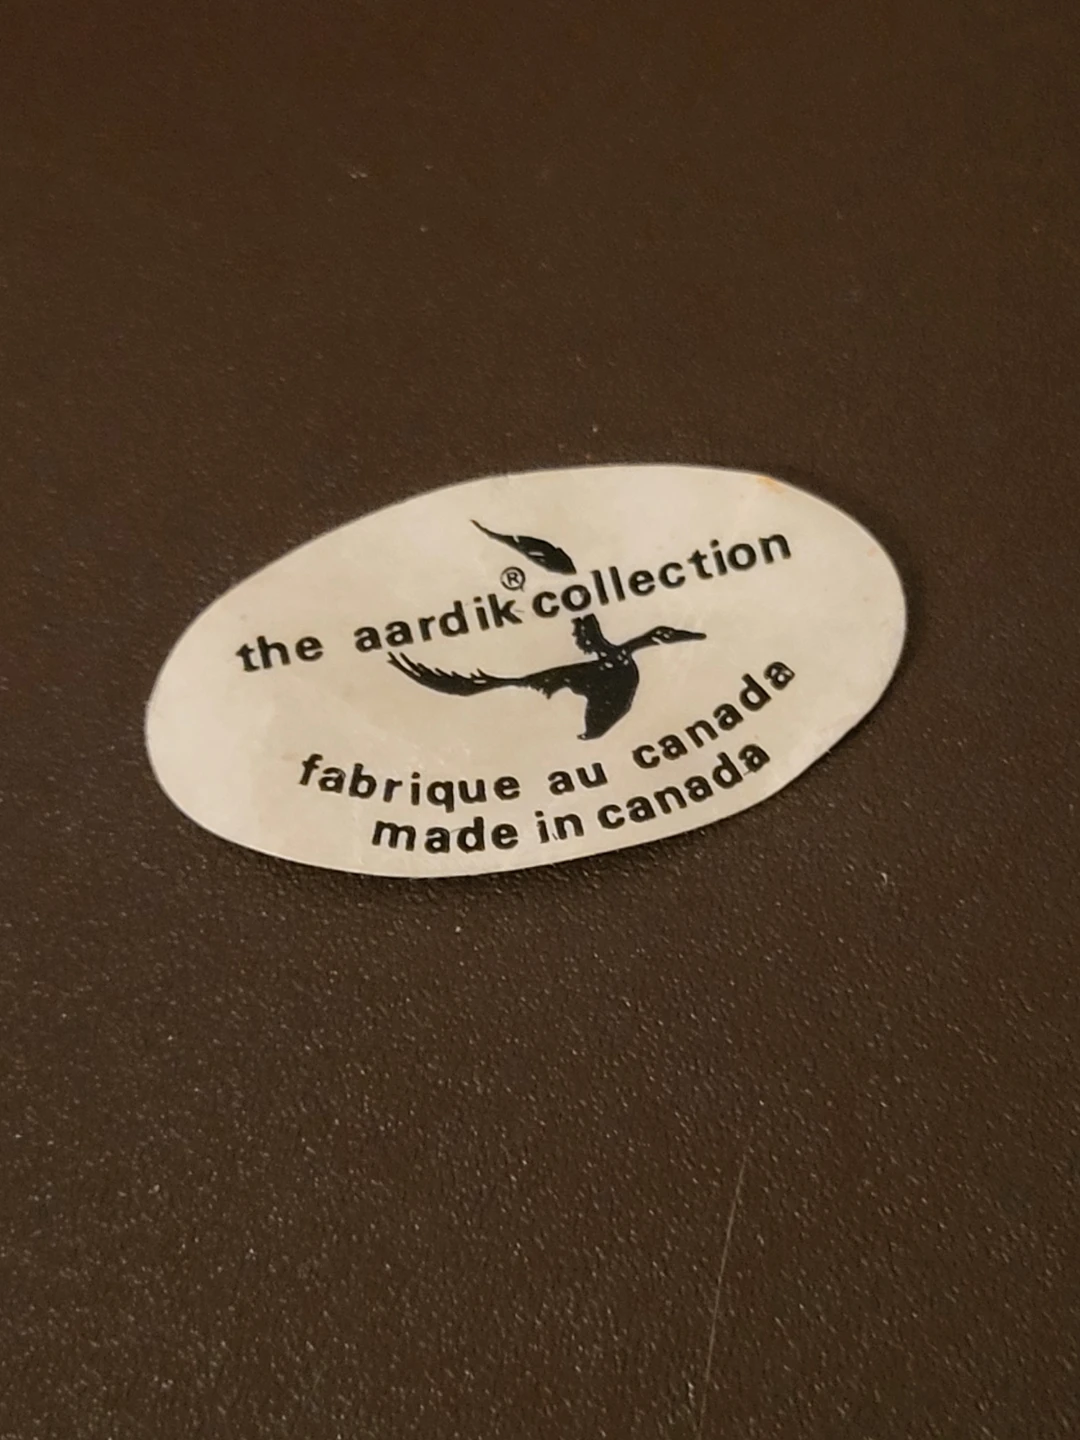 the aardik® collection
fabrique au canada
made in canada